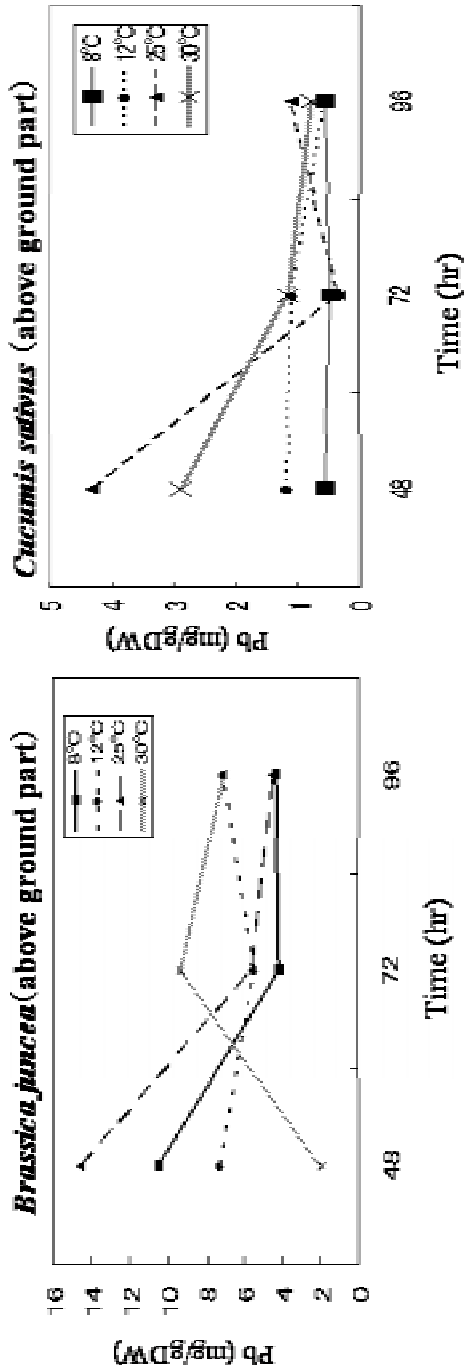 Brassica juncea (above ground part)
Pb (mg/gDW)
16
14
12
10
8
6
4
2
0
8°C
12°C
25°C
30°C
48
72
96
Time (hr)
Cucumis sativus (above ground part)
Pb (mg/gDW)
5
4
3
2
1
0
8°C
12°C
25°C
30°C
48
72
96
Time (hr)